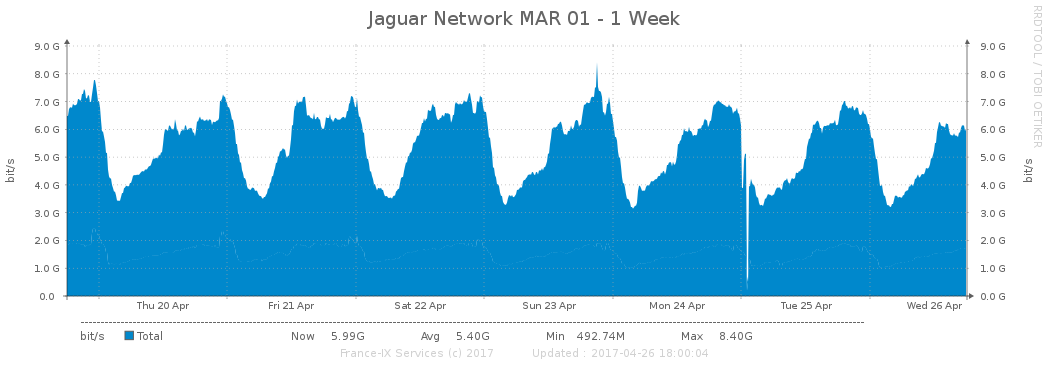 Jaguar Network MAR 01 - 1 Week
RRDTOOL / TOBI OETIKER
bit/s
9.0 G 9.0 G
8.0 G 8.0 G
7.0 G 7.0 G
6.0 G 6.0 G
5.0 G 5.0 G
4.0 G 4.0 G
3.0 G 3.0 G
2.0 G 2.0 G
1.0 G 1.0 G
0.0 0.0 G
bit/s
Thu 20 Apr Fri 21 Apr Sat 22 Apr Sun 23 Apr Mon 24 Apr Tue 25 Apr Wed 26 Apr
bit/s Total Now 5.99G Avg 5.40G Min 492.74M Max 8.40G
France-IX Services (c) 2017 Updated : 2017-04-26 18:00:04